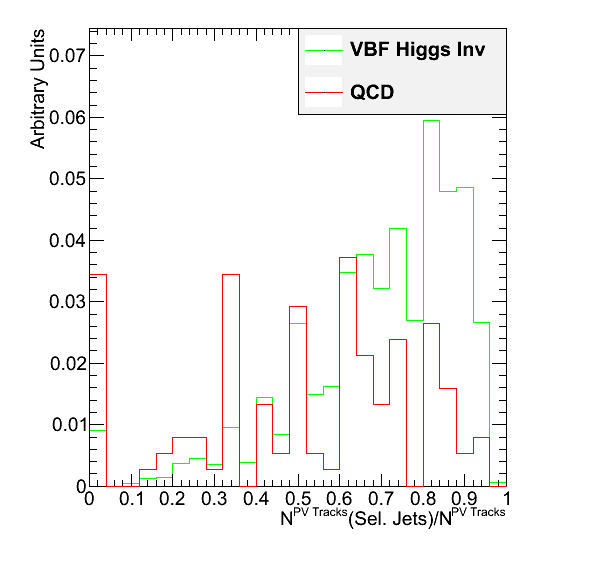 Arbitrary Units
0.07
0.06
0.05
0.04
0.03
0.02
0.01
0
VBF Higgs Inv
QCD
0 0.1 0.2 0.3 0.4 0.5 0.6 0.7 0.8 0.9 1
N^PV Tracks(Sel. Jets)/N^PV Tracks